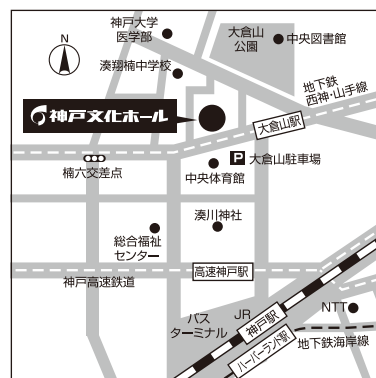 N
神戸大学
医学部
大倉山
公園
中央図書館
湊翔楠中学校
地下鉄
西神・山手線
神戸文化ホール
大倉山駅
P
大倉山駐車場
楠六交差点
中央体育館
湊川神社
総合福祉
センター
高速神戸駅
神戸高速鉄道
バス
ターミナル
JR
神戸駅
NTT
ハーバーランド駅
地下鉄海岸線